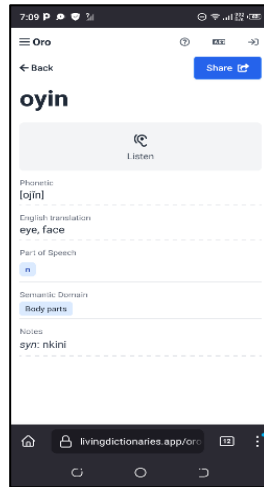 7:09
Oro
← Back
Share
oyin
Listen
Phonetic
[ojĩn]
English translation
eye, face
Part of Speech
n
Semantic Domain
Body parts
Notes
syn: nkini
livingdictionaries.app/oro
12